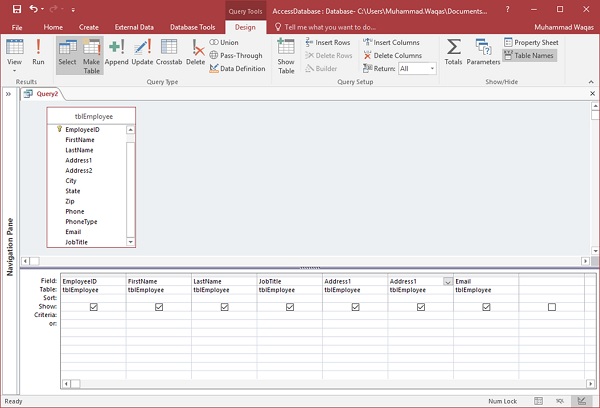 Query Tools
AccessDatabase : Database- C:\Users\Muhammad.Waqas\Documents...
File Home Create External Data Database Tools Design Tell me what you want to do... Muhammad Waqas
View Run Select Make Table Append Update Crosstab Delete Show Table Totals Parameters
Union Insert Rows Insert Columns Property Sheet
Pass-Through Delete Rows Delete Columns Table Names
Data Definition Builder Return: All
Results Query Type Query Setup Show/Hide
Query2
Navigation Pane
tblEmployee
EmployeeID
FirstName
LastName
Address1
Address2
City
State
Zip
Phone
PhoneType
Email
JobTitle
Field: EmployeeID FirstName LastName JobTitle Address1 Address1 Email
Table: tblEmployee tblEmployee tblEmployee tblEmployee tblEmployee tblEmployee tblEmployee
Sort:
Show:
Criteria:
or:
Ready Num Lock SQL